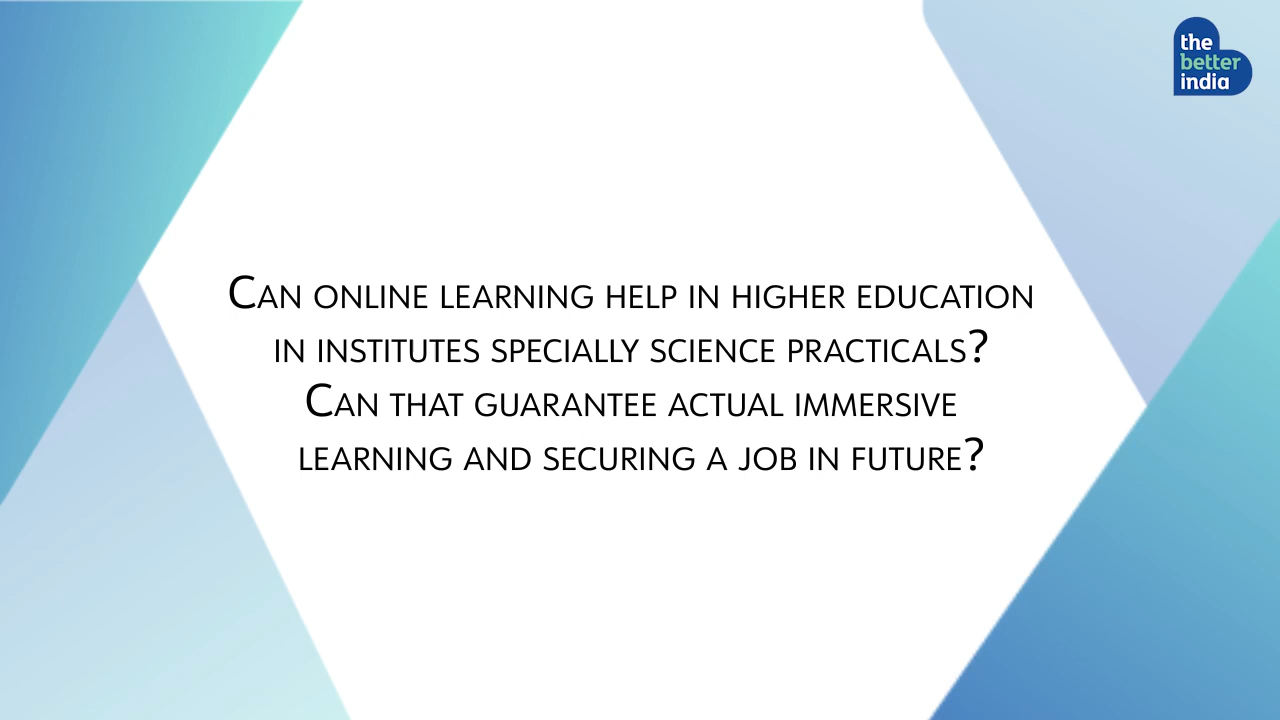 the
better
india
Can online learning help in higher education
in institutes specially science practicals?
Can that guarantee actual immersive
learning and securing a job in future?